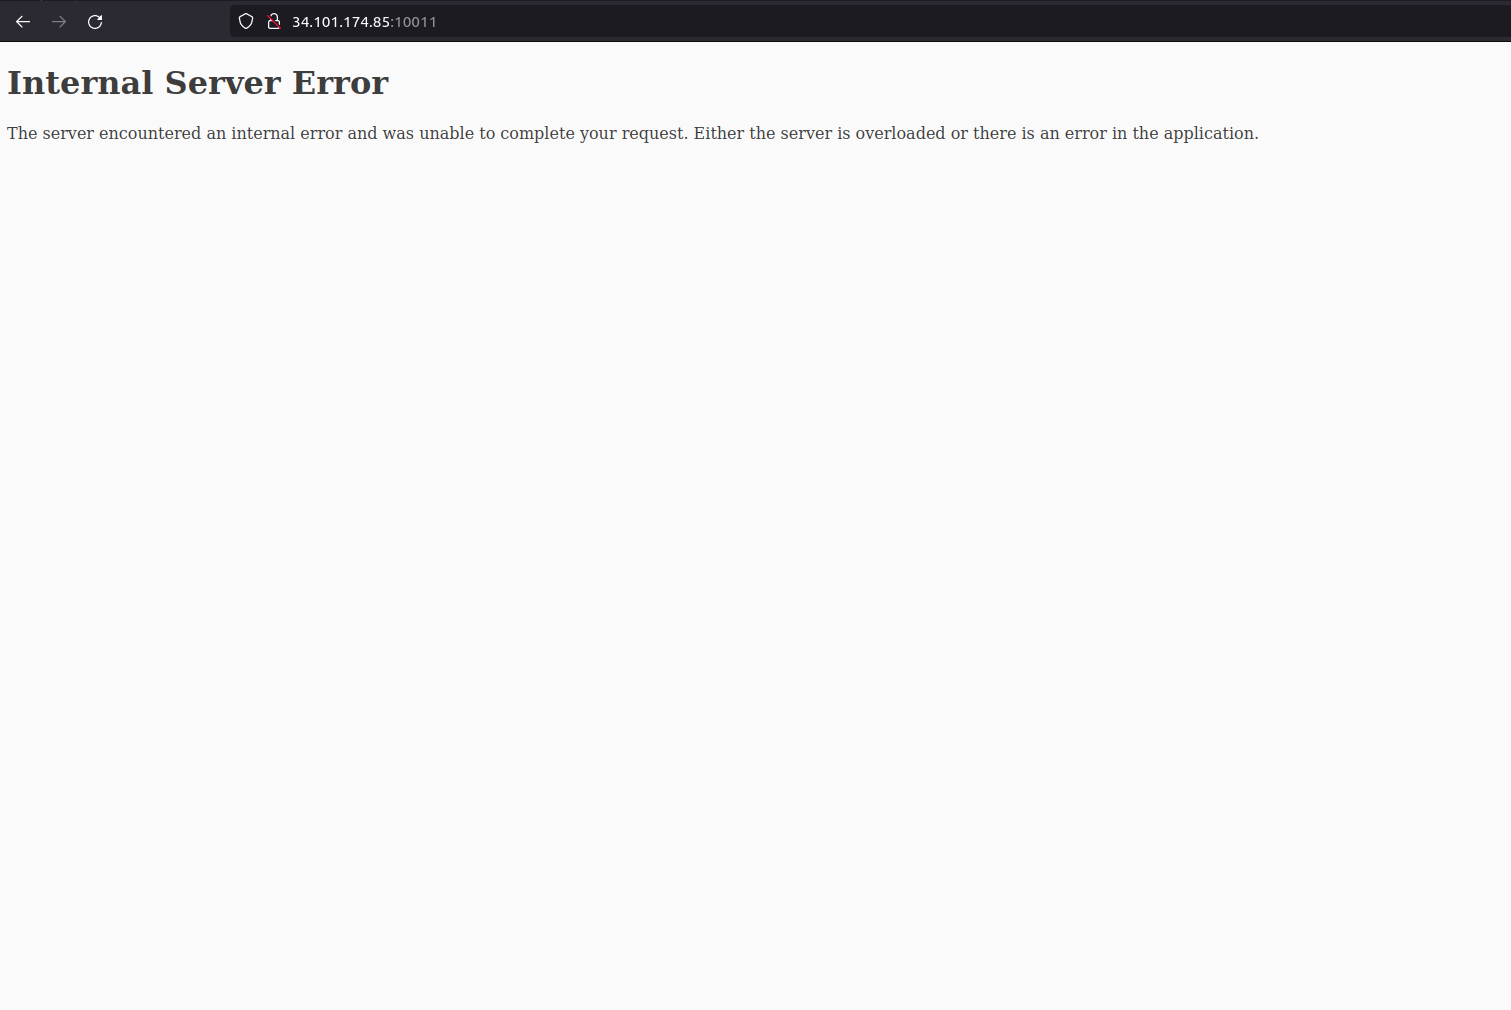 34.101.174.85:10011
Internal Server Error
The server encountered an internal error and was unable to complete your request. Either the server is overloaded or there is an error in the application.